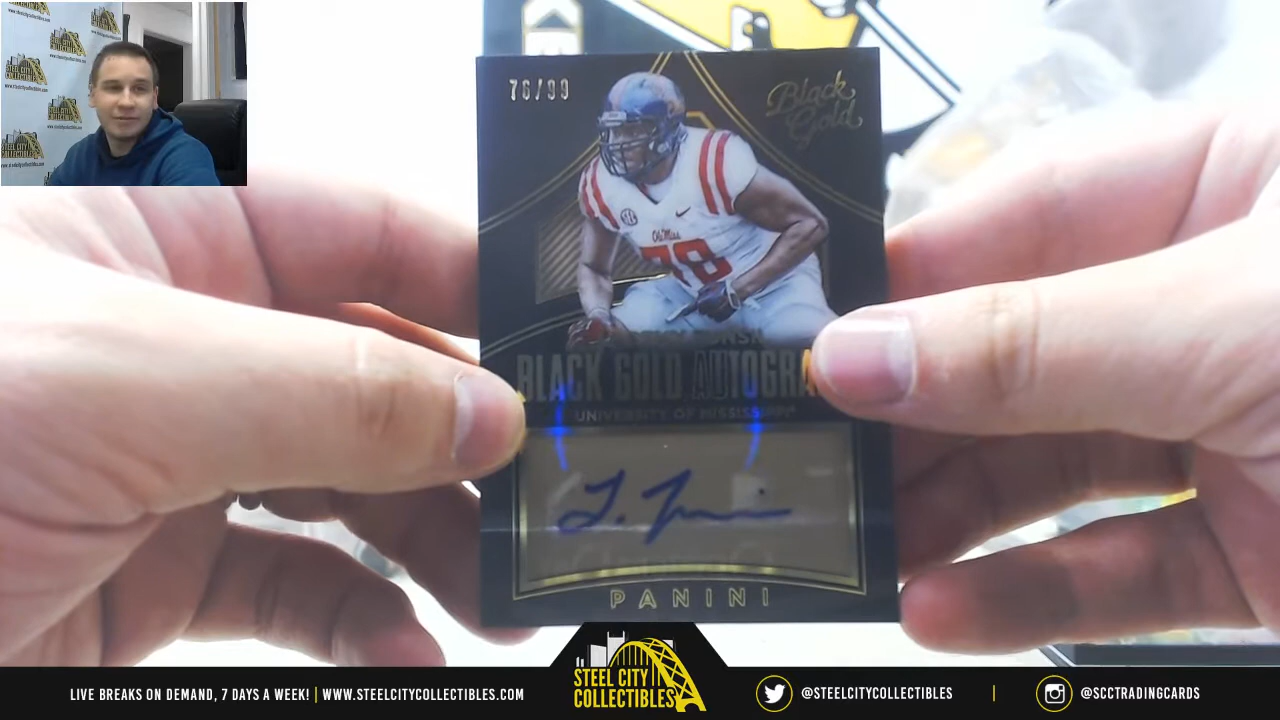 76/99
Black
Gold
Ole Miss
78
BLACK GOLD AUTOGRA
UNIVERSITY OF MISSISSIPPI
PANINI
STEEL CITY
COLLECTIBLES
LIVE BREAKS ON DEMAND, 7 DAYS A WEEK! | WWW.STEELCITYCOLLECTIBLES.COM
@STEELCITYCOLLECTIBLES | @SCCTRADINGCARDS